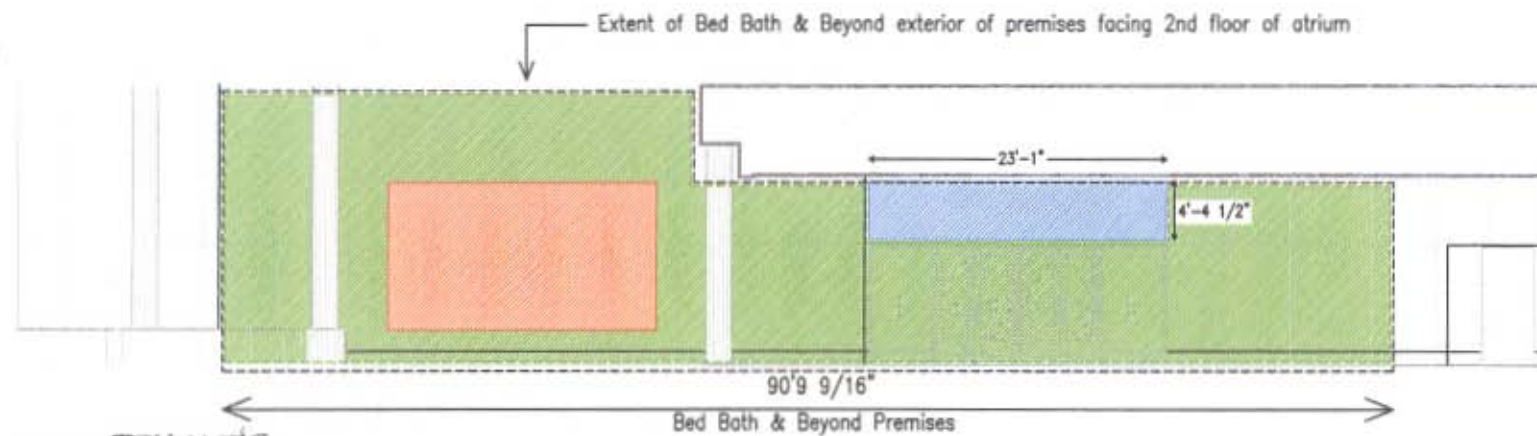 Extent of Bed Bath & Beyond exterior of premises facing 2nd floor of atrium
23'-1"
4'-4 1/2"
90'9 9/16"
Bed Bath & Beyond Premises